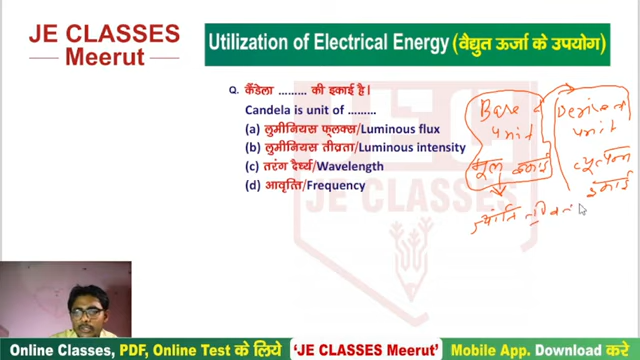 JE CLASSES
Meerut
Utilization of Electrical Energy (वैद्युत ऊर्जा के उपयोग)
Q. कैंडेला ......... की इकाई है।
Candela is unit of .........
(a) लुमीनियस फ्लक्स/Luminous flux
(b) लुमीनियस तीव्रता/Luminous intensity
(c) तरंग दैर्घ्य/Wavelength
(d) आवृत्ति/Frequency
Base
unit
मूल इकाई
Derived
unit
व्युत्पन्न
इकाई
ज्योति
JE CLASSES
Online Classes, PDF, Online Test के लिये 'JE CLASSES Meerut' Mobile App. Download करे